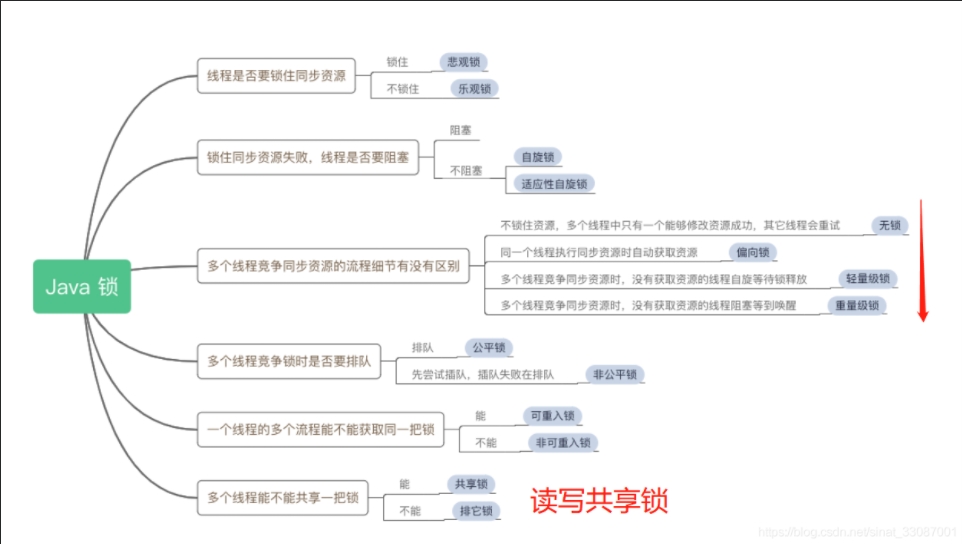 线程是否要锁住同步资源
锁住
悲观锁
不锁住
乐观锁
锁住同步资源失败，线程是否要阻塞
阻塞
不阻塞
自旋锁
适应性自旋锁
Java 锁
多个线程竞争同步资源的流程细节有没有区别
不锁住资源，多个线程中只有一个能够修改资源成功，其它线程会重试
无锁
同一个线程执行同步资源时自动获取资源
偏向锁
多个线程竞争同步资源时，没有获取资源的线程自旋等待锁释放
轻量级锁
多个线程竞争同步资源时，没有获取资源的线程阻塞等到唤醒
重量级锁
多个线程竞争锁时是否要排队
排队
公平锁
先尝试插队，插队失败在排队
非公平锁
一个线程的多个流程能不能获取同一把锁
能
可重入锁
不能
非可重入锁
多个线程能不能共享一把锁
能
共享锁
不能
排它锁
读写共享锁
https://blog.csdn.net/sinat_33087001